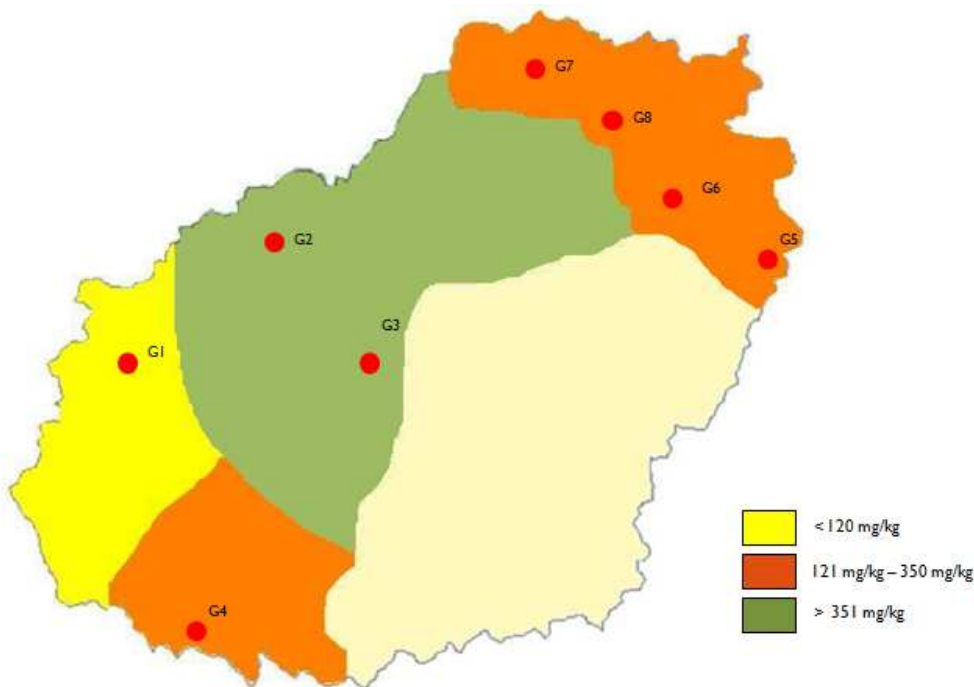 G7
G8
G6
G2
G5
G3
G1
<120 mg/kg
121 mg/kg – 350 mg/kg
> 351 mg/kg
G4